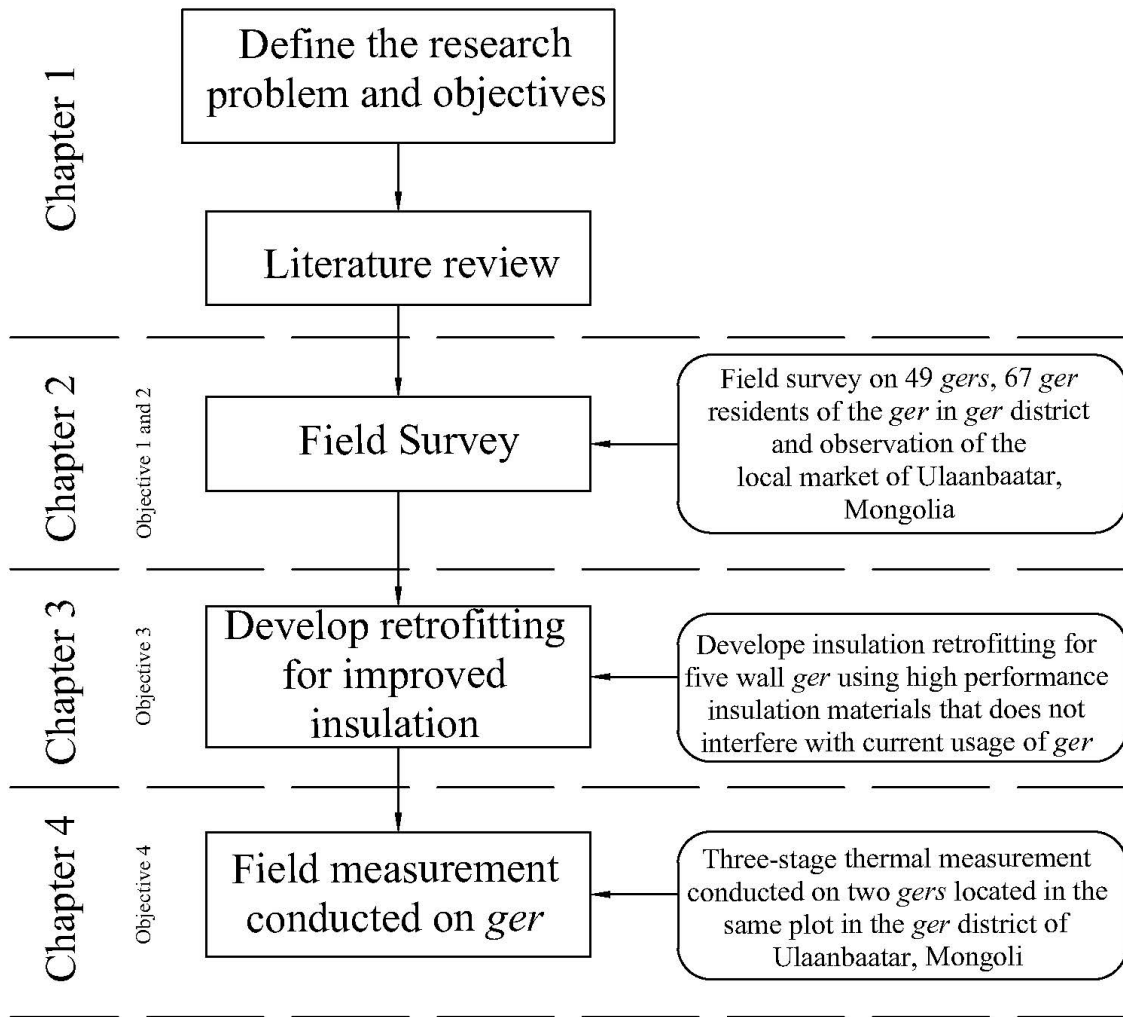 Chapter 1
Define the research
problem and objectives
Literature review
Chapter 2
Objective 1 and 2
Field Survey
Field survey on 49 gers, 67 ger
residents of the ger in ger district
and observation of the
local market of Ulaanbaatar,
Mongolia
Chapter 3
Objective 3
Develop retrofitting
for improved
insulation
Develope insulation retrofitting for
five wall ger using high performance
insulation materials that does not
interfere with current usage of ger
Chapter 4
Objective 4
Field measurement
conducted on ger
Three-stage thermal measurement
conducted on two gers located in the
same plot in the ger district of
Ulaanbaatar, Mongoli